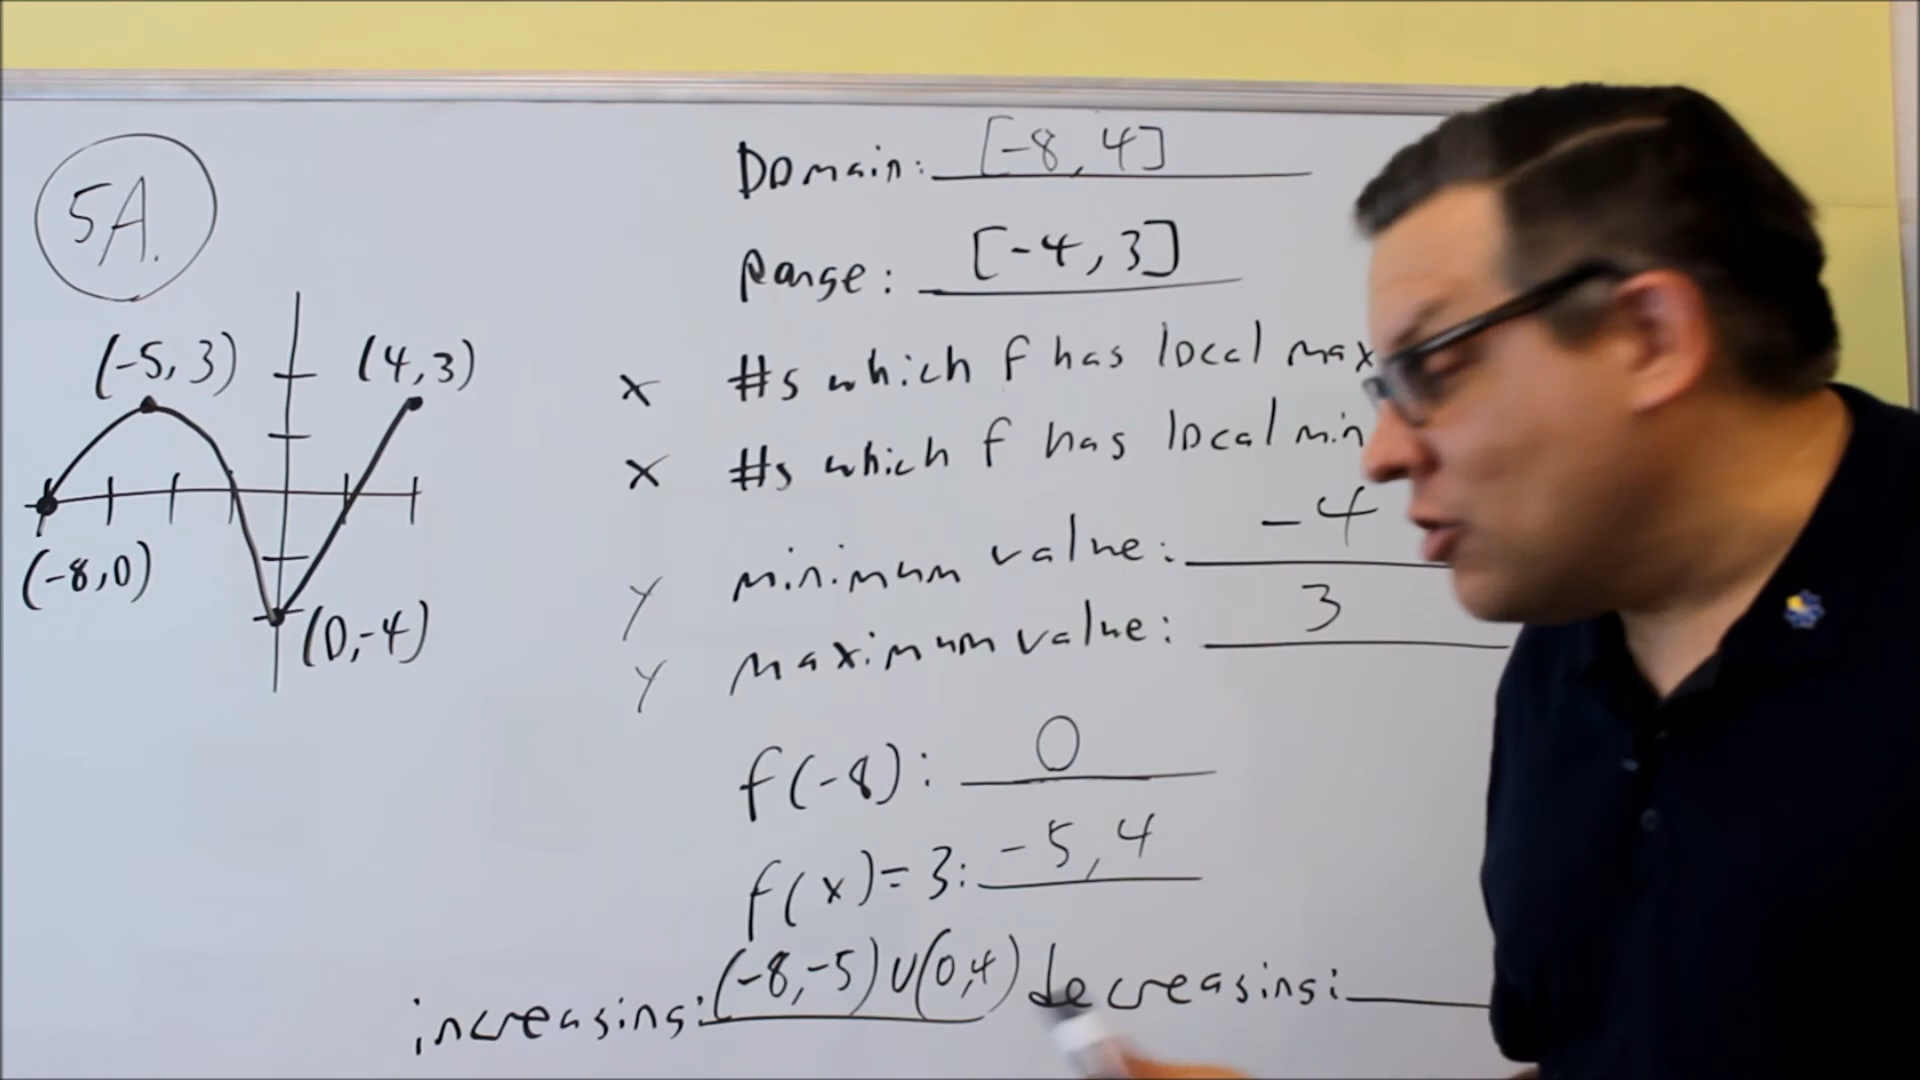 5A.
Domain: [-8,4]
Range: [-4,3]
(-5,3)
(4,3)
(-8,0)
(0,-4)
x #s which f has local max
x #s which f has local min
y minimum value: -4
y maximum value: 3
f(-8): 0
f(x)=3: -5,4
increasing: (-8,-5)∪(0,4) decreasing: